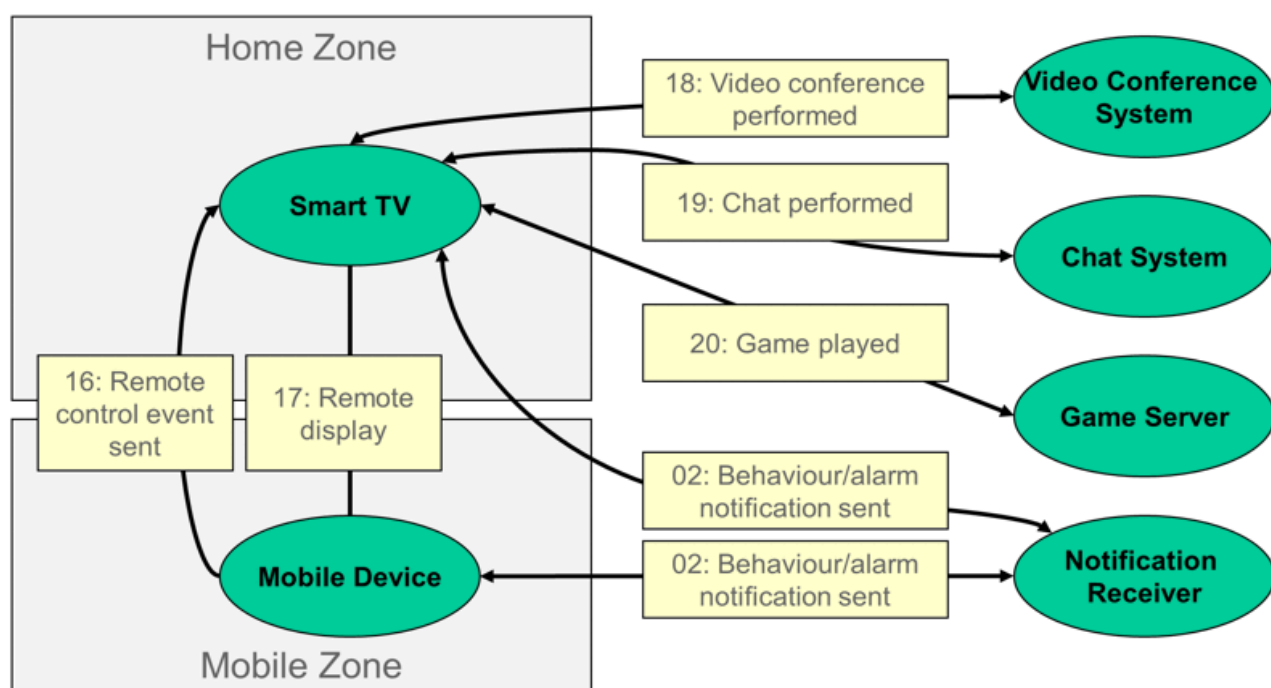 Home Zone
18: Video conference
performed
Video Conference
System
Smart TV
19: Chat performed
Chat System
20: Game played
16: Remote
control event
sent
17: Remote
display
Game Server
02: Behaviour/alarm
notification sent
02: Behaviour/alarm
notification sent
Mobile Device
Notification
Receiver
Mobile Zone